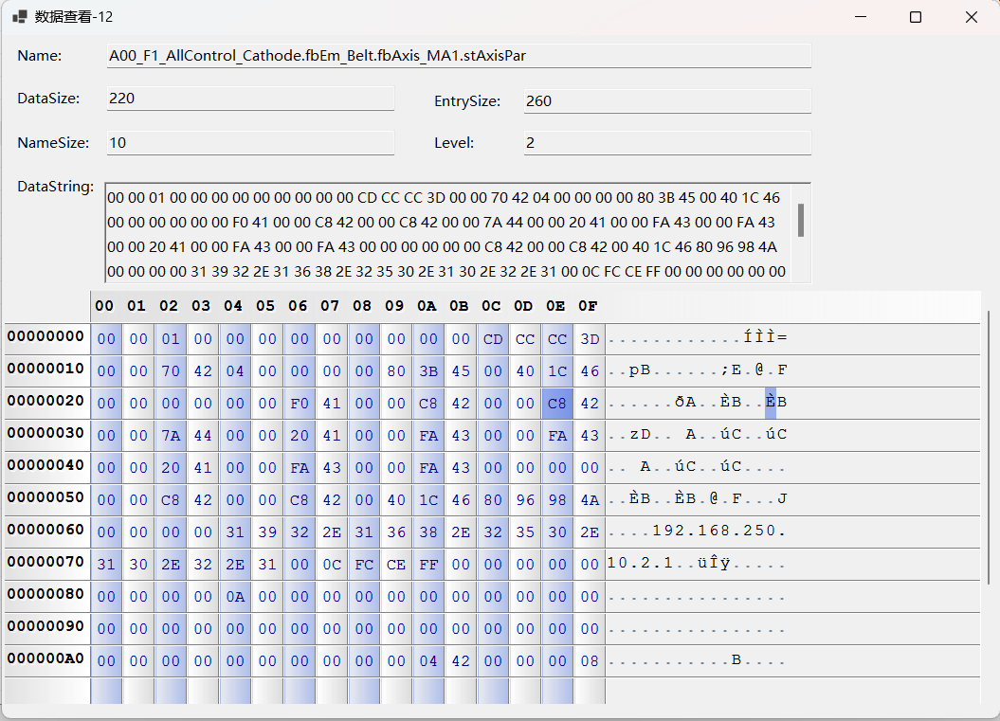 数据查看-12
Name: A00_F1_AllControl_Cathode.fbEm_Belt.fbAxis_MA1.stAxisPar
DataSize: 220 EntrySize: 260
NameSize: 10 Level: 2
DataString:
00 00 01 00 00 00 00 00 00 00 00 00 CD CC CC 3D 00 00 70 42 04 00 00 00 00 80 3B 45 00 40 1C 46
00 00 00 00 00 00 F0 41 00 00 C8 42 00 00 C8 42 00 00 7A 44 00 00 20 41 00 00 FA 43 00 00 FA 43
00 00 20 41 00 00 FA 43 00 00 FA 43 00 00 00 00 00 00 C8 42 00 00 C8 42 00 40 1C 46 80 96 98 4A
00 00 00 00 31 39 32 2E 31 36 38 2E 32 35 30 2E 31 30 2E 32 2E 31 00 0C FC CE FF 00 00 00 00 00
00 01 02 03 04 05 06 07 08 09 0A 0B 0C 0D 0E 0F
00000000 00 00 01 00 00 00 00 00 00 00 00 00 CD CC CC 3D ............ÍÌÌ=
00000010 00 00 70 42 04 00 00 00 00 80 3B 45 00 40 1C 46 ..pB......;E.@.F
00000020 00 00 00 00 00 00 F0 41 00 00 C8 42 00 00 C8 42 ......ðA..ÈB..ÈB
00000030 00 00 7A 44 00 00 20 41 00 00 FA 43 00 00 FA 43 ..zD.. A..úC..úC
00000040 00 00 20 41 00 00 FA 43 00 00 FA 43 00 00 00 00 .. A..úC..úC....
00000050 00 00 C8 42 00 00 C8 42 00 40 1C 46 80 96 98 4A ..ÈB..ÈB.@.F...J
00000060 00 00 00 00 31 39 32 2E 31 36 38 2E 32 35 30 2E ....192.168.250.
00000070 31 30 2E 32 2E 31 00 0C FC CE FF 00 00 00 00 00 10.2.1..üÎÿ.....
00000080 00 00 00 00 0A 00 00 00 00 00 00 00 00 00 00 00 ................
00000090 00 00 00 00 00 00 00 00 00 00 00 00 00 00 00 00 ................
000000A0 00 00 00 00 00 00 00 00 00 00 04 42 00 00 00 08 ...........B....